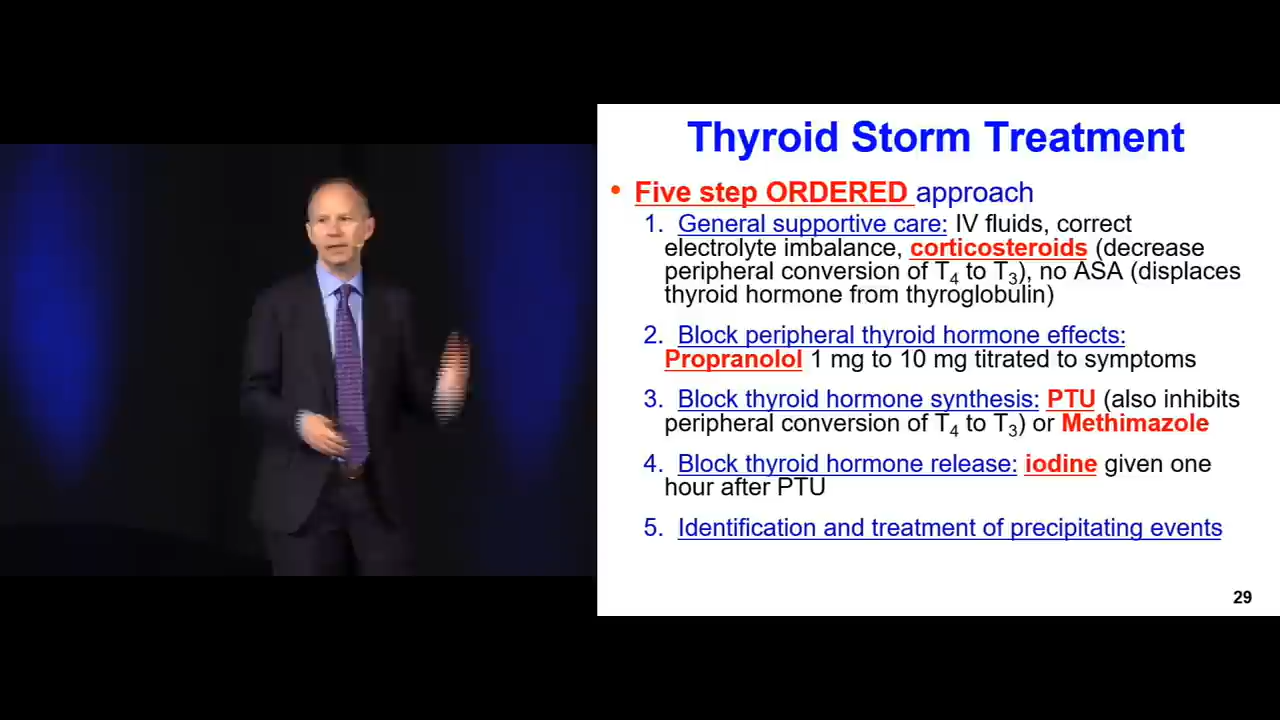 Thyroid Storm Treatment
• Five step ORDERED approach
1. General supportive care: IV fluids, correct
electrolyte imbalance, corticosteroids (decrease
peripheral conversion of T4 to T3), no ASA (displaces
thyroid hormone from thyroglobulin)
2. Block peripheral thyroid hormone effects:
Propranolol 1 mg to 10 mg titrated to symptoms
3. Block thyroid hormone synthesis: PTU (also inhibits
peripheral conversion of T4 to T3) or Methimazole
4. Block thyroid hormone release: iodine given one
hour after PTU
5. Identification and treatment of precipitating events
29